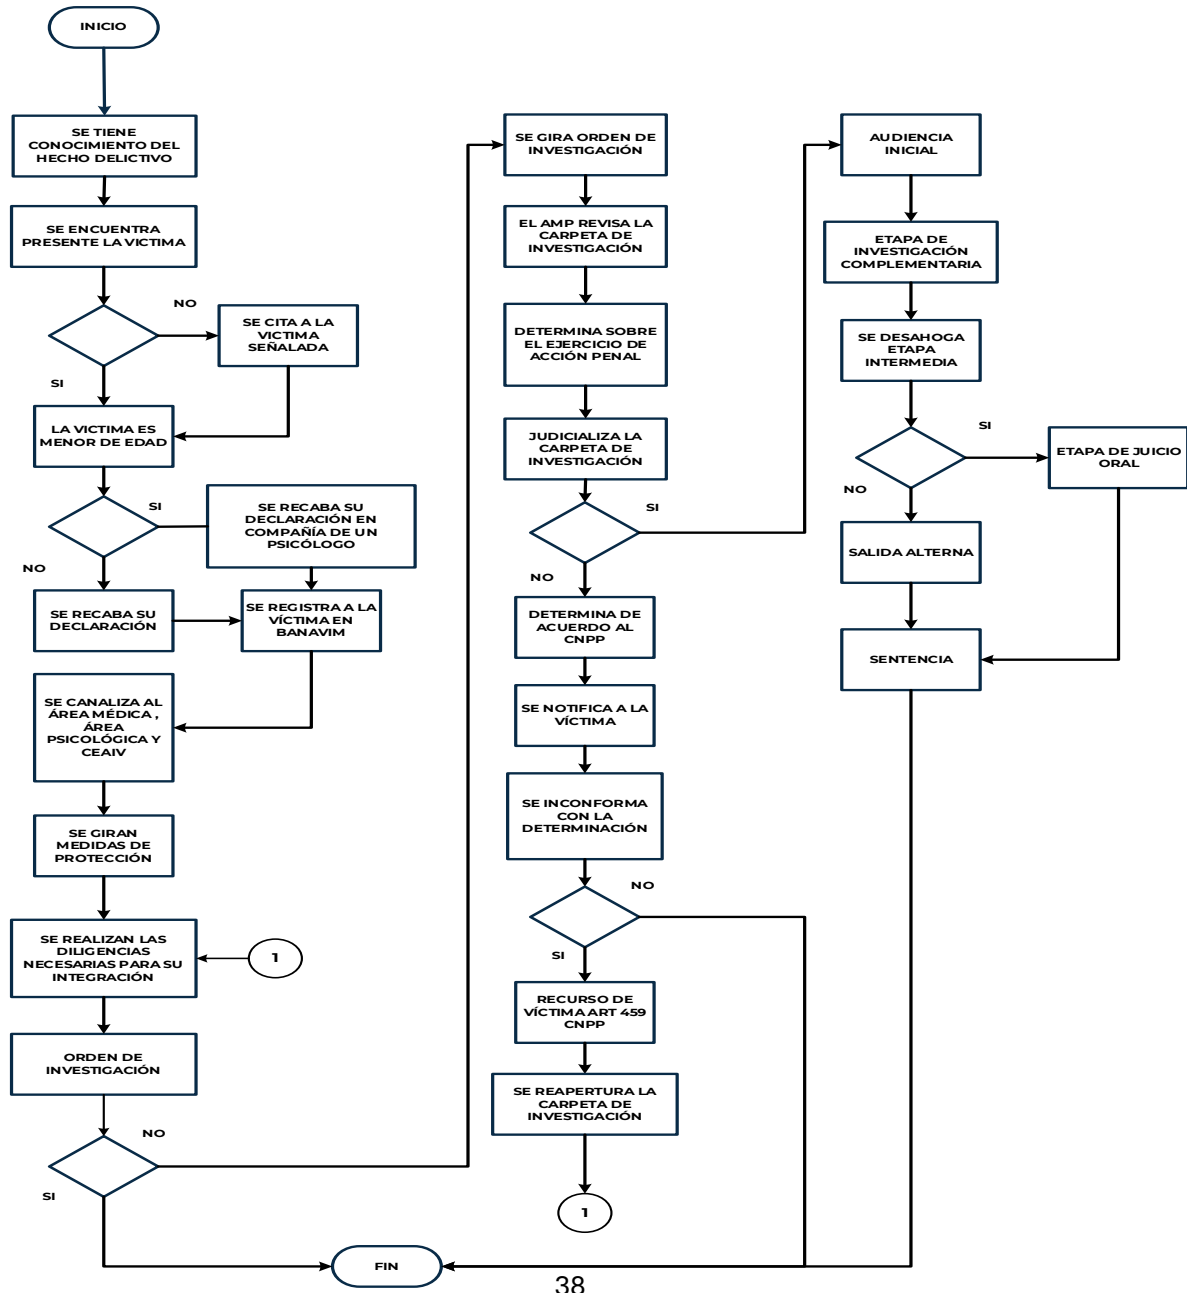 INICIO
SE TIENE
CONOCIMIENTO DEL
HECHO DELICTIVO
SE ENCUENTRA
PRESENTE LA VICTIMA
NO
SE CITA A LA
VICTIMA
SEÑALADA
SI
LA VICTIMA ES
MENOR DE EDAD
SI
SE RECABA SU
DECLARACIÓN EN
COMPAÑÍA DE UN
PSICÓLOGO
NO
SE RECABA SU
DECLARACIÓN
SE REGISTRA A LA
VÍCTIMA EN
BANAVIM
SE CANALIZA AL
ÁREA MÉDICA ,
ÁREA
PSICOLÓGICA Y
CEAIV
SE GIRAN
MEDIDAS DE
PROTECCIÓN
SE REALIZAN LAS
DILIGENCIAS
NECESARIAS PARA SU
INTEGRACIÓN
1
ORDEN DE
INVESTIGACIÓN
NO
SI
SE GIRA ORDEN DE
INVESTIGACIÓN
EL AMP REVISA LA
CARPETA DE
INVESTIGACIÓN
DETERMINA SOBRE
EL EJERCICIO DE
ACCIÓN PENAL
JUDICIALIZA LA
CARPETA DE
INVESTIGACIÓN
SI
NO
DETERMINA DE
ACUERDO AL
CNPP
SE NOTIFICA A LA
VÍCTIMA
SE INCONFORMA
CON LA
DETERMINACIÓN
NO
SI
RECURSO DE
VÍCTIMA ART 459
CNPP
SE REAPERTURA LA
CARPETA DE
INVESTIGACIÓN
1
AUDIENCIA
INICIAL
ETAPA DE
INVESTIGACIÓN
COMPLEMENTARIA
SE DESAHOGA
ETAPA
INTERMEDIA
SI
ETAPA DE JUICIO
ORAL
NO
SALIDA ALTERNA
SENTENCIA
FIN
38